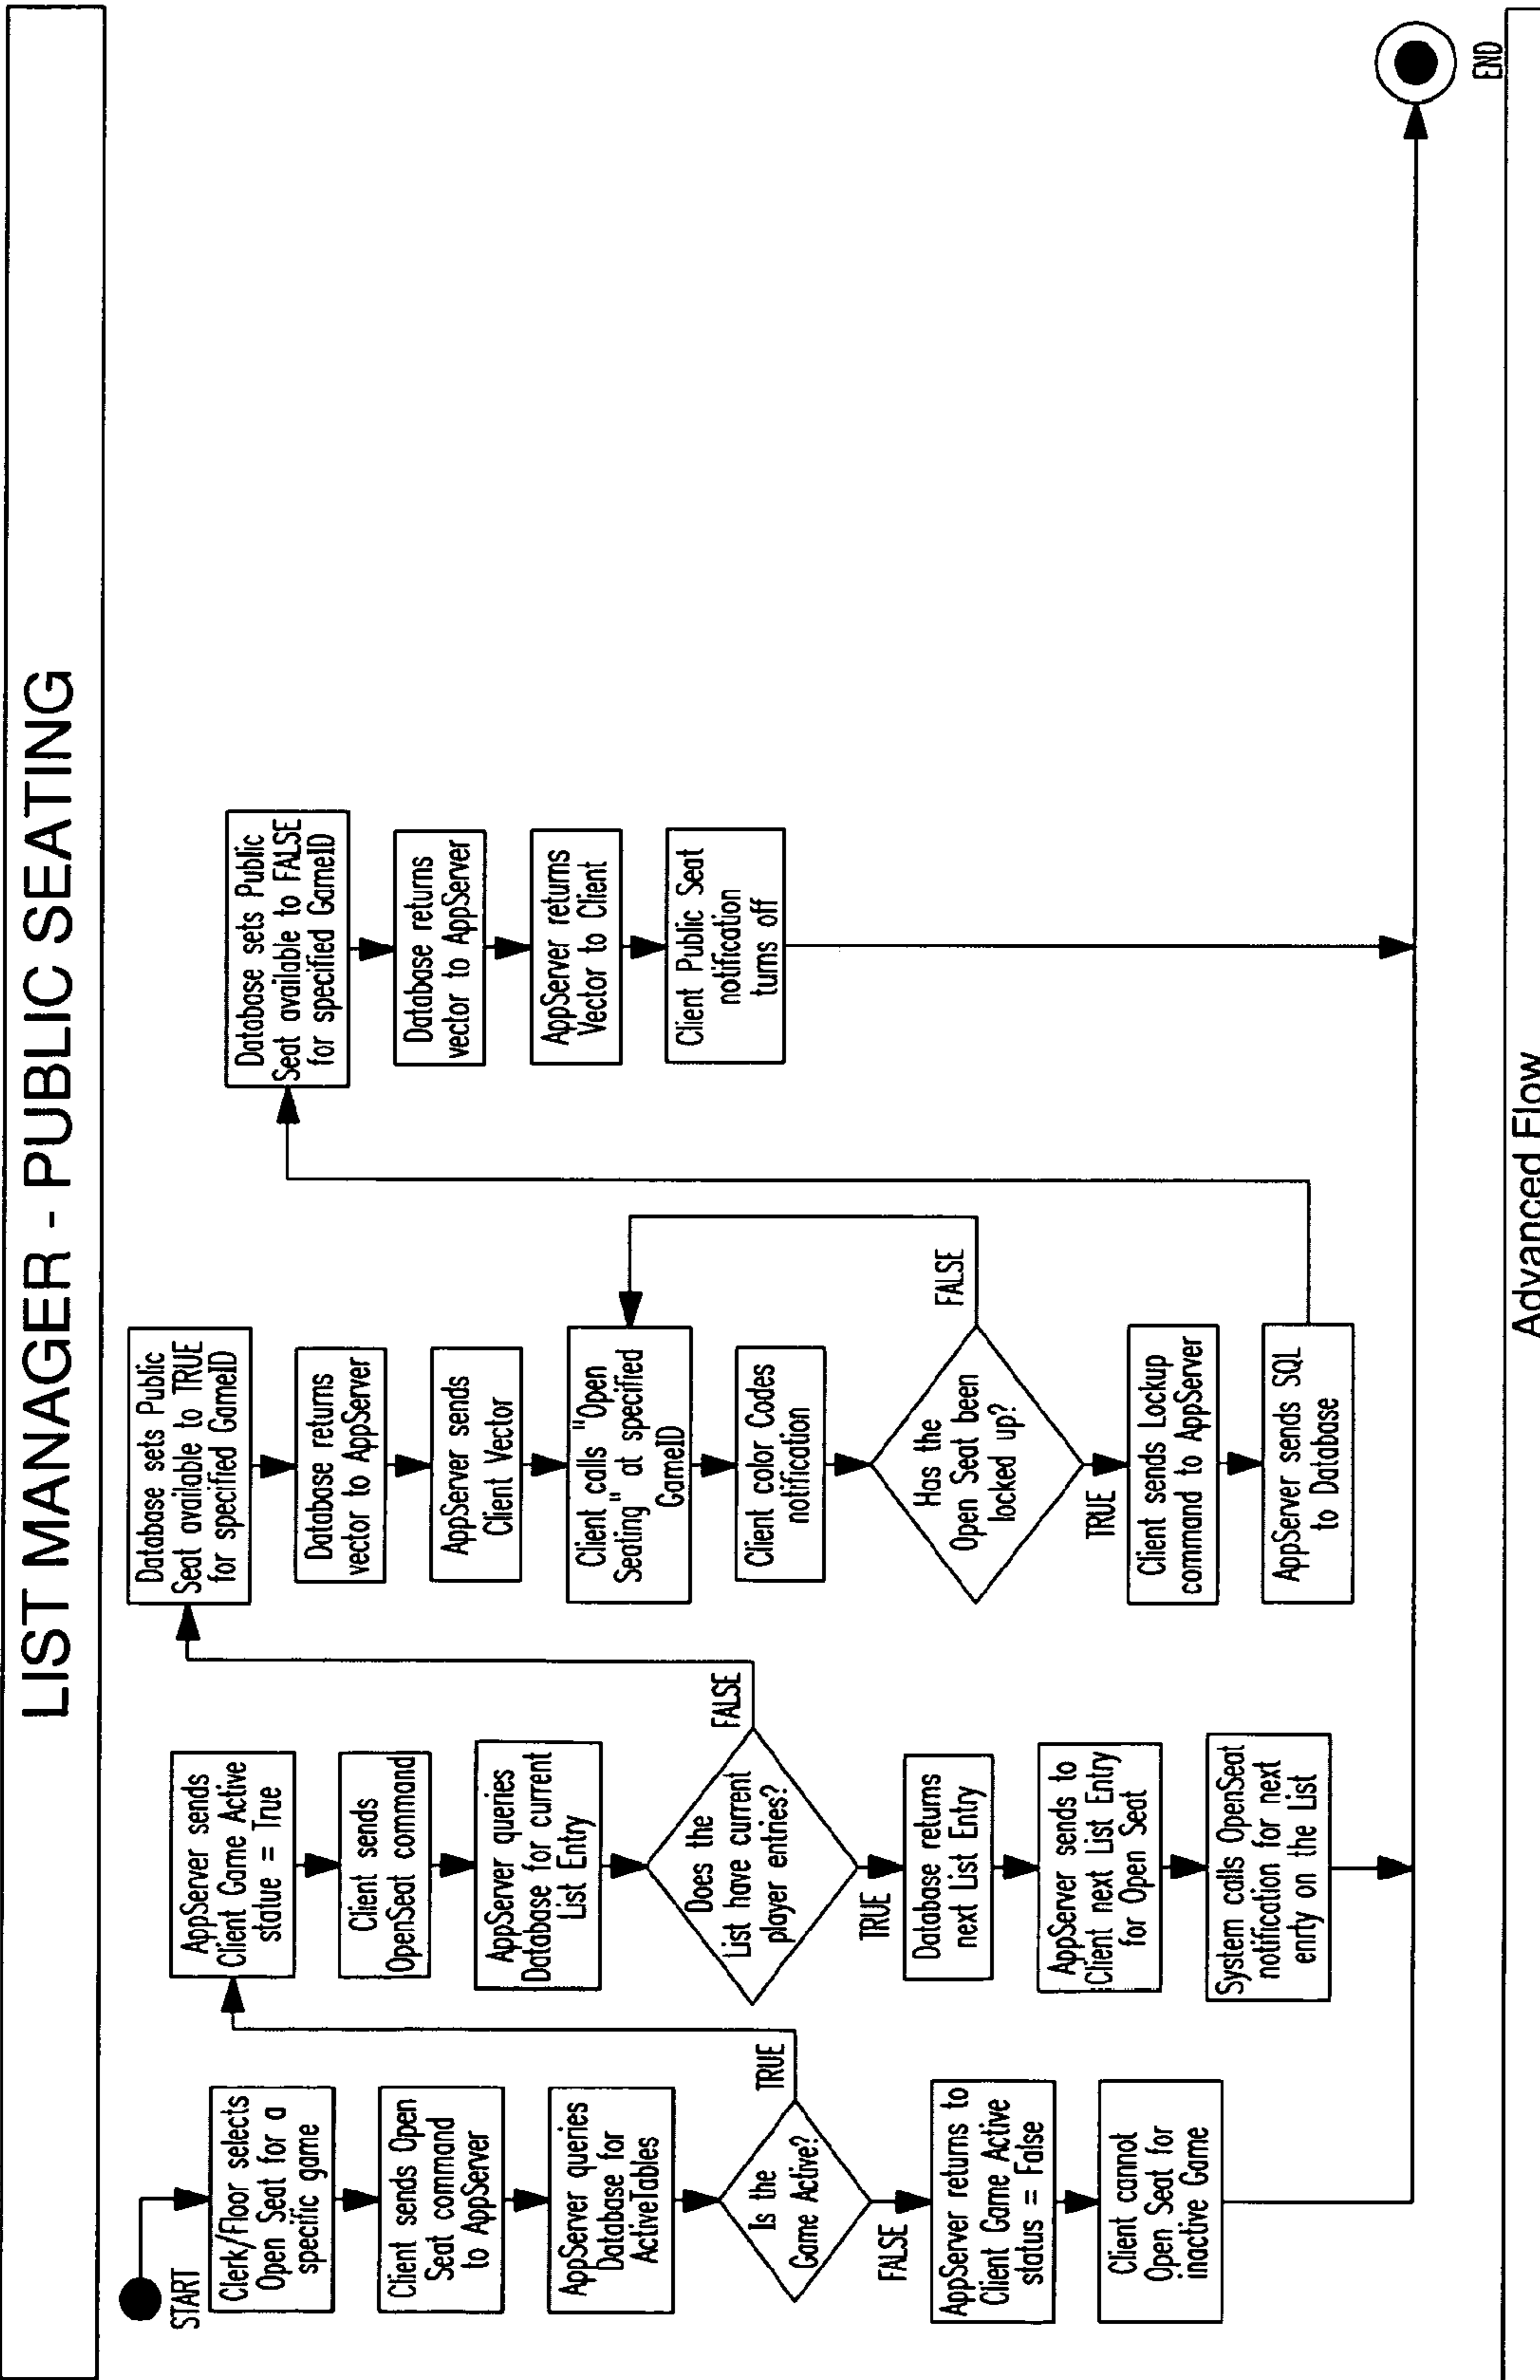 LIST MANAGER - PUBLIC SEATING
START
Clerk/Floor selects
Open Seat for a
specific game
Client sends Open
Seat command
to AppServer
AppServer queries
Database for
ActiveTables
Is the
Game Active?
TRUE
FALSE
AppServer returns to
Client Game Active
status = False
Client cannot
Open Seat for
inactive Game
AppServer sends
Client Game Active
status = True
Client sends
OpenSeat command
AppServer queries
Database for current
List Entry
Does the
List have current
player entries?
FALSE
TRUE
Database returns
next List Entry
AppServer sends to
Client next List Entry
for Open Seat
System calls OpenSeat
notification for next
enrty on the List
Database sets Public
Seat available to TRUE
for specified GameID
Database returns
vector to AppServer
AppServer sends
Client Vector
Client calls "Open
Seating" at specified
GameID
Client color Codes
notification
Has the
Open Seat been
locked up?
FALSE
TRUE
Client sends Lockup
command to AppServer
AppServer sends SQL
to Database
Database sets Public
Seat available to FALSE
for specified GameID
Database returns
vector to AppServer
AppServer returns
Vector to Client
Client Public Seat
notification
turns off
END
Advanced Flow